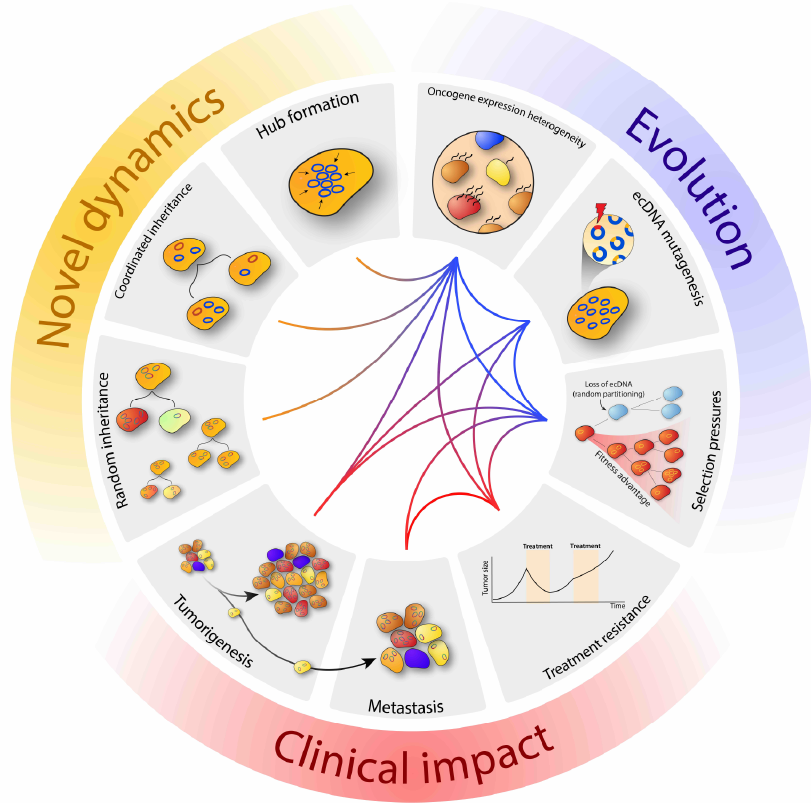 Novel dynamics
Evolution
Clinical impact
Hub formation
Oncogene expression heterogeneity
Coordinated inheritance
ecDNA mutagenesis
Random inheritance
Loss of ecDNA
(random partitioning)
Fitness advantage
Selection pressures
Tumorigenesis
Metastasis
Treatment
Treatment
Tumor size
Time
Treatment resistance